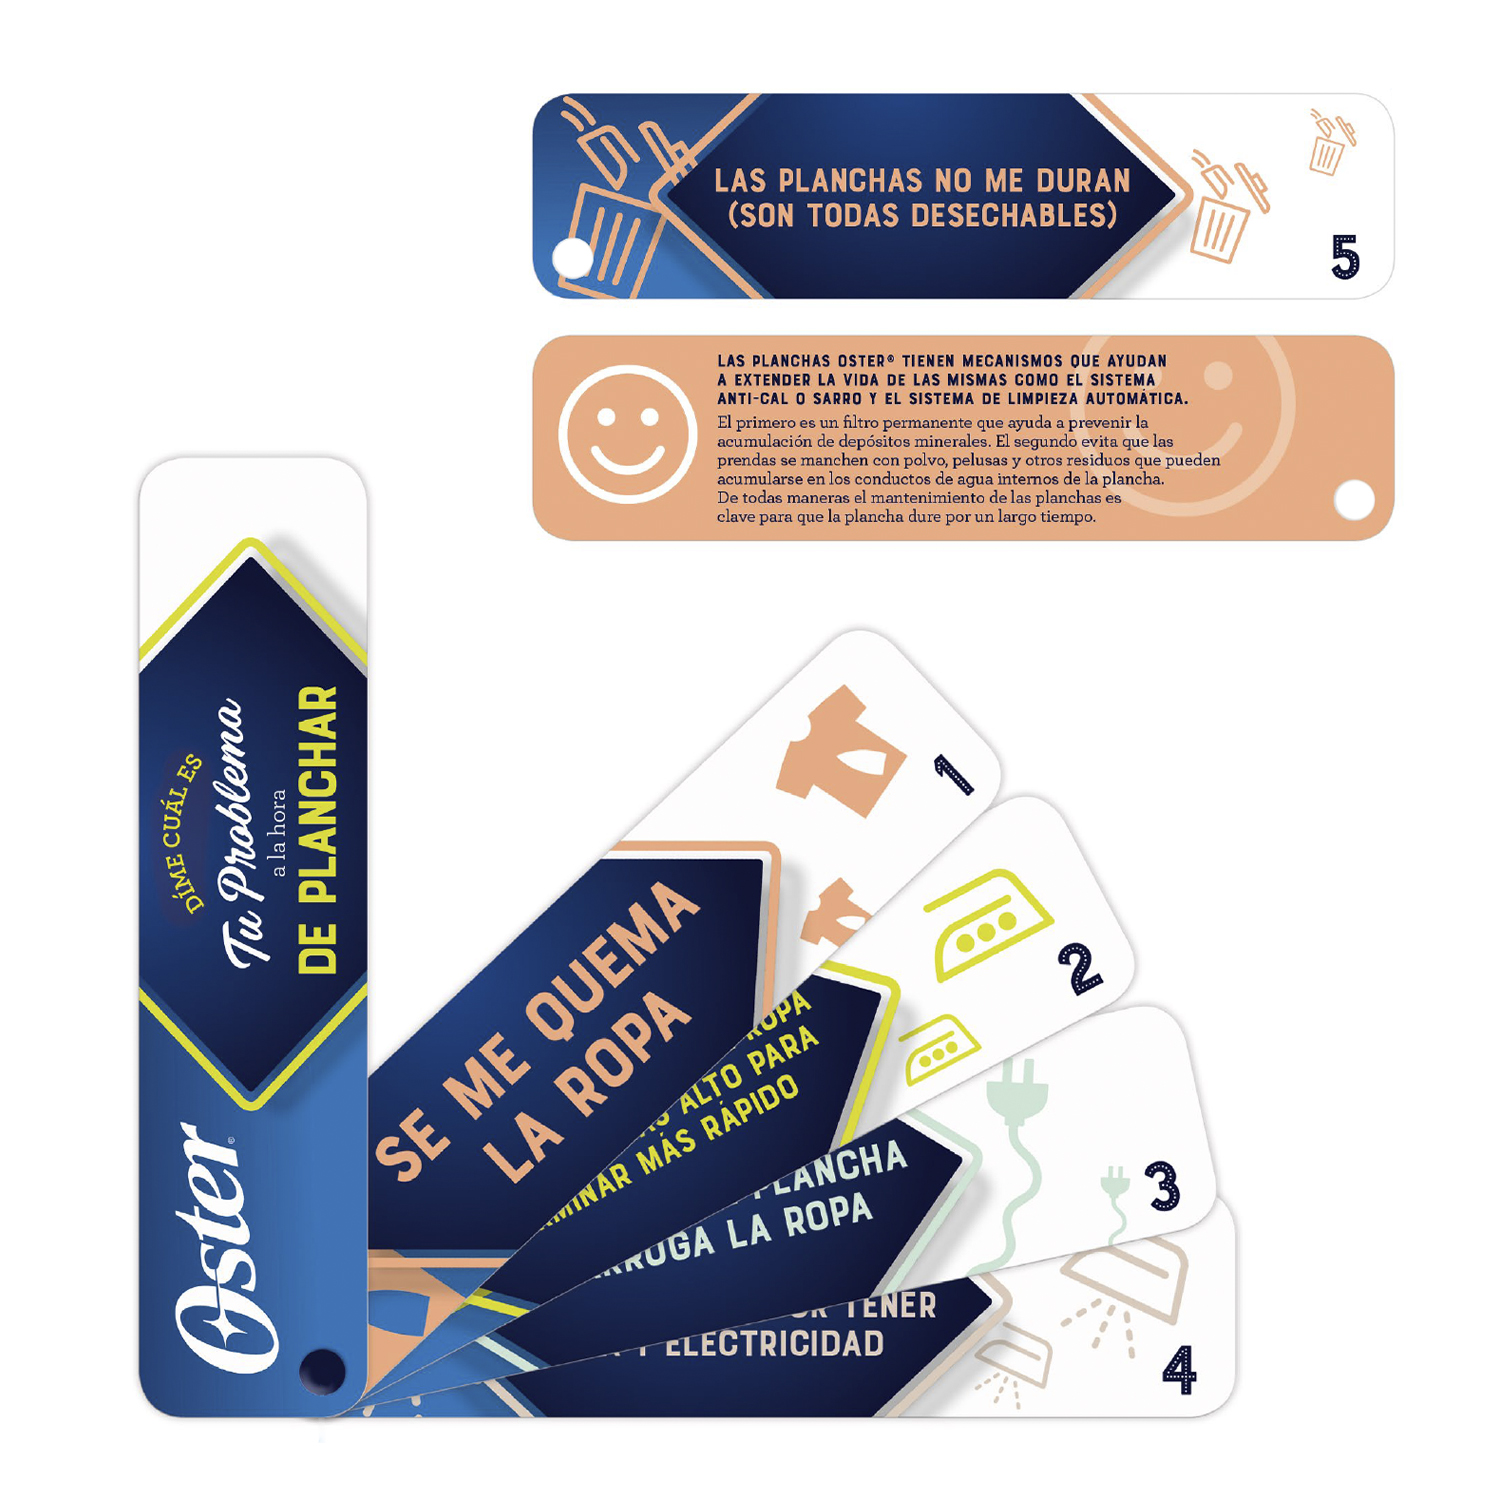 LAS PLANCHAS NO ME DURAN
(SON TODAS DESECHABLES)
5
LAS PLANCHAS OSTER® TIENEN MECANISMOS QUE AYUDAN
A EXTENDER LA VIDA DE LAS MISMAS COMO EL SISTEMA
ANTI-CAL O SARRO Y EL SISTEMA DE LIMPIEZA AUTOMÁTICA.
El primero es un filtro permanente que ayuda a prevenir la
acumulación de depósitos minerales. El segundo evita que las
prendas se manchen con polvo, pelusas y otros residuos que pueden
acumularse en los conductos de agua internos de la plancha.
De todas maneras el mantenimiento de las planchas es
clave para que la plancha dure por un largo tiempo.
DÍME CUÁL ES
Tu Problema
a la hora
DE PLANCHAR
Oster®
SE ME QUEMA
LA ROPA
1
ROPA
ALTO PARA
MINAR MÁS RÁPIDO
2
PLANCHA
RRUGA LA ROPA
3
TENER
Y ELECTRICIDAD
4